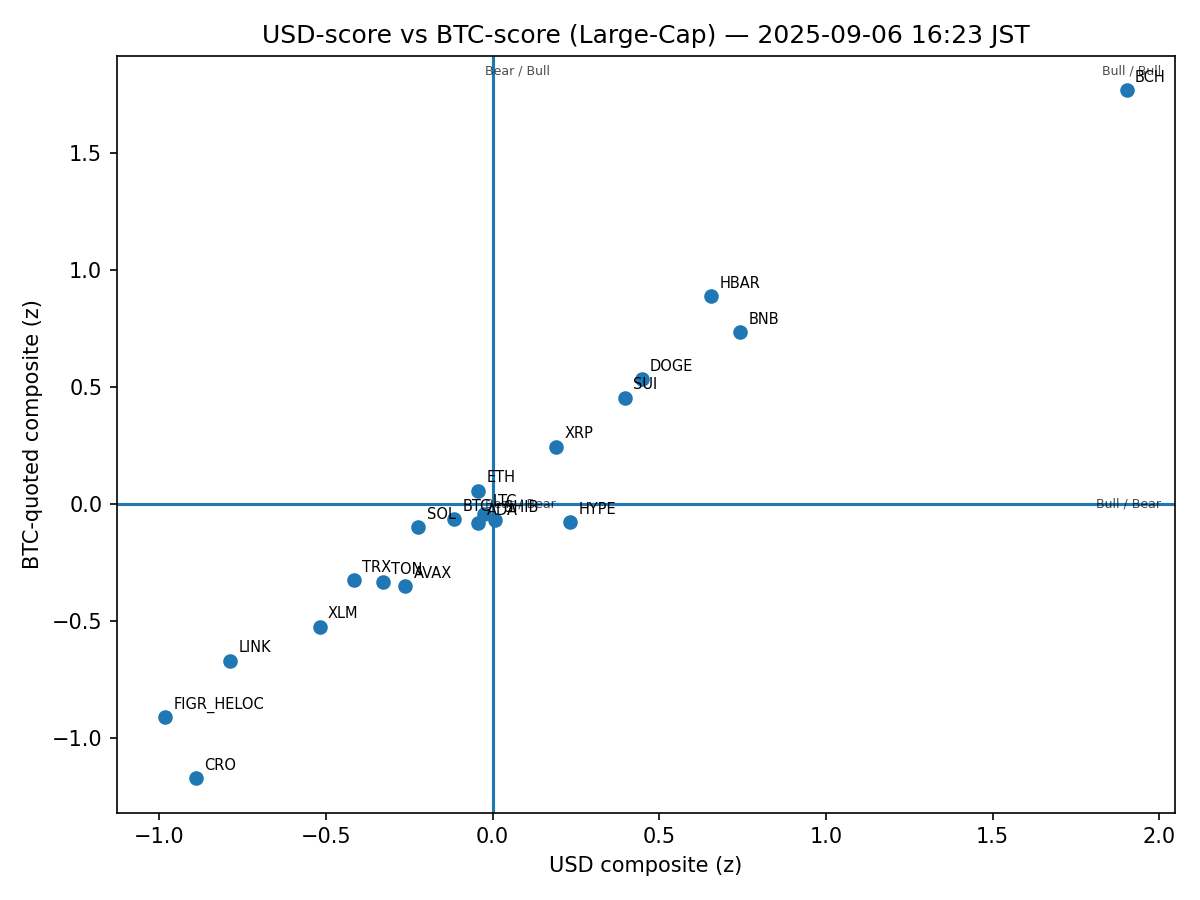 USD-score vs BTC-score (Large-Cap) — 2025-09-06 16:23 JST
Bear / Bull
Bull / Bull
BCH
1.5
1.0
HBAR
BNB
0.5
DOGE
SUI
XRP
ETH
0.0
BTC
LTC
ADA
Bull / Bear
HYPE
SOL
TRX
TON
AVAX
−0.5
XLM
LINK
FIGR_HELOC
−1.0
CRO
BTC-quoted composite (z)
−1.0
−0.5
0.0
0.5
1.0
1.5
2.0
USD composite (z)